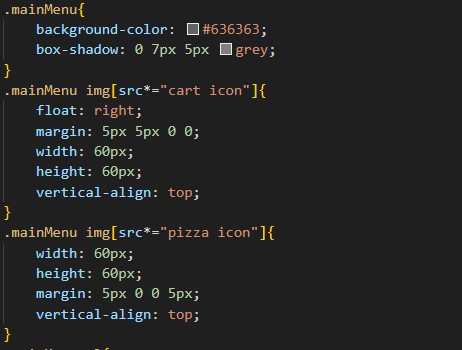 .mainMenu{
background-color: #636363;
box-shadow: 0 7px 5px grey;
}
.mainMenu img[src*="cart icon"]{
float: right;
margin: 5px 5px 0 0;
width: 60px;
height: 60px;
vertical-align: top;
}
.mainMenu img[src*="pizza icon"]{
width: 60px;
height: 60px;
margin: 5px 0 0 5px;
vertical-align: top;
}